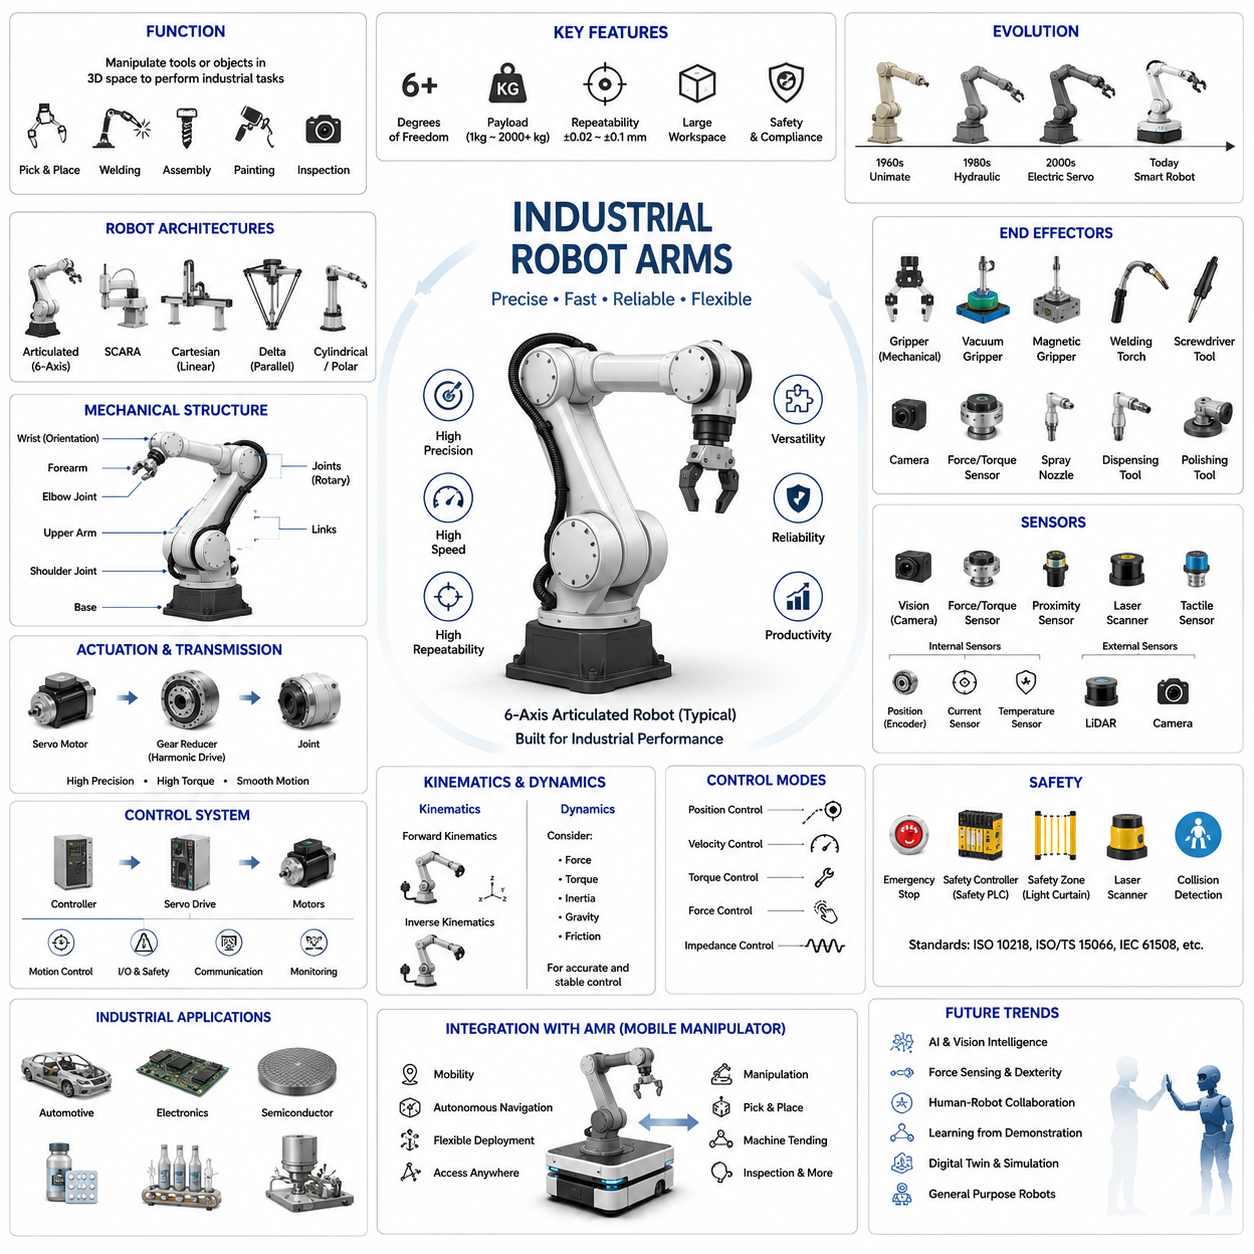 FUNCTION
Manipulate tools or objects in
3D space to perform industrial tasks
Pick & Place
Welding
Assembly
Painting
Inspection
KEY FEATURES
6+
KG
Degrees
of Freedom
Payload
(1kg ~ 2000+ kg)
Repeatability
±0.02 ~ ±0.1 mm
Large
Workspace
Safety
& Compliance
EVOLUTION
1960s
Unimate
1980s
Hydraulic
2000s
Electric Servo
Today
Smart Robot
INDUSTRIAL
ROBOT ARMS
Precise • Fast • Reliable • Flexible
High
Precision
High
Speed
High
Repeatability
Versatility
Reliability
Productivity
6-Axis Articulated Robot (Typical)
Built for Industrial Performance
ROBOT ARCHITECTURES
Articulated
(6-Axis)
SCARA
Cartesian
(Linear)
Delta
(Parallel)
Cylindrical
/ Polar
END EFFECTORS
Gripper
(Mechanical)
Vacuum
Gripper
Magnetic
Gripper
Welding
Torch
Screwdriver
Tool
Camera
Force/Torque
Sensor
Spray
Nozzle
Dispensing
Tool
Polishing
Tool
MECHANICAL STRUCTURE
Wrist (Orientation)
Forearm
Elbow Joint
Upper Arm
Shoulder Joint
Base
Joints
(Rotary)
Links
SENSORS
Vision
(Camera)
Force/Torque
Sensor
Proximity
Sensor
Laser
Scanner
Tactile
Sensor
Internal Sensors
External Sensors
Position
(Encoder)
Current
Sensor
Temperature
Sensor
LiDAR
Camera
ACTUATION & TRANSMISSION
Servo Motor
Gear Reducer
(Harmonic Drive)
Joint
High Precision • High Torque • Smooth Motion
CONTROL SYSTEM
Controller
Servo Drive
Motors
Motion Control
I/O & Safety
Communication
Monitoring
KINEMATICS & DYNAMICS
Kinematics
Forward Kinematics
Inverse Kinematics
Dynamics
Consider:
• Force
• Torque
• Inertia
• Gravity
• Friction
For accurate and
stable control
CONTROL MODES
Position Control
Velocity Control
Torque Control
Force Control
Impedance Control
SAFETY
Emergency
Stop
Safety Controller
(Safety PLC)
Safety Zone
(Light Curtain)
Laser
Scanner
Collision
Detection
Standards: ISO 10218, ISO/TS 15066, IEC 61508, etc.
INDUSTRIAL APPLICATIONS
Automotive
Electronics
Semiconductor
INTEGRATION WITH AMR (MOBILE MANIPULATOR)
Mobility
Autonomous Navigation
Flexible Deployment
Access Anywhere
Manipulation
Pick & Place
Machine Tending
Inspection & More
FUTURE TRENDS
AI & Vision Intelligence
Force Sensing & Dexterity
Human-Robot Collaboration
Learning from Demonstration
Digital Twin & Simulation
General Purpose Robots